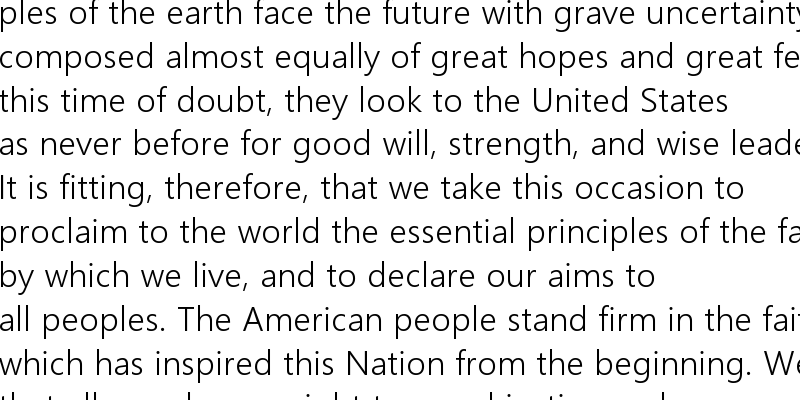 ples of the earth face the future with grave uncertainty
composed almost equally of great hopes and great fe
this time of doubt, they look to the United States
as never before for good will, strength, and wise leade
It is fitting, therefore, that we take this occasion to
proclaim to the world the essential principles of the fa
by which we live, and to declare our aims to
all peoples. The American people stand firm in the fait
which has inspired this Nation from the beginning. We